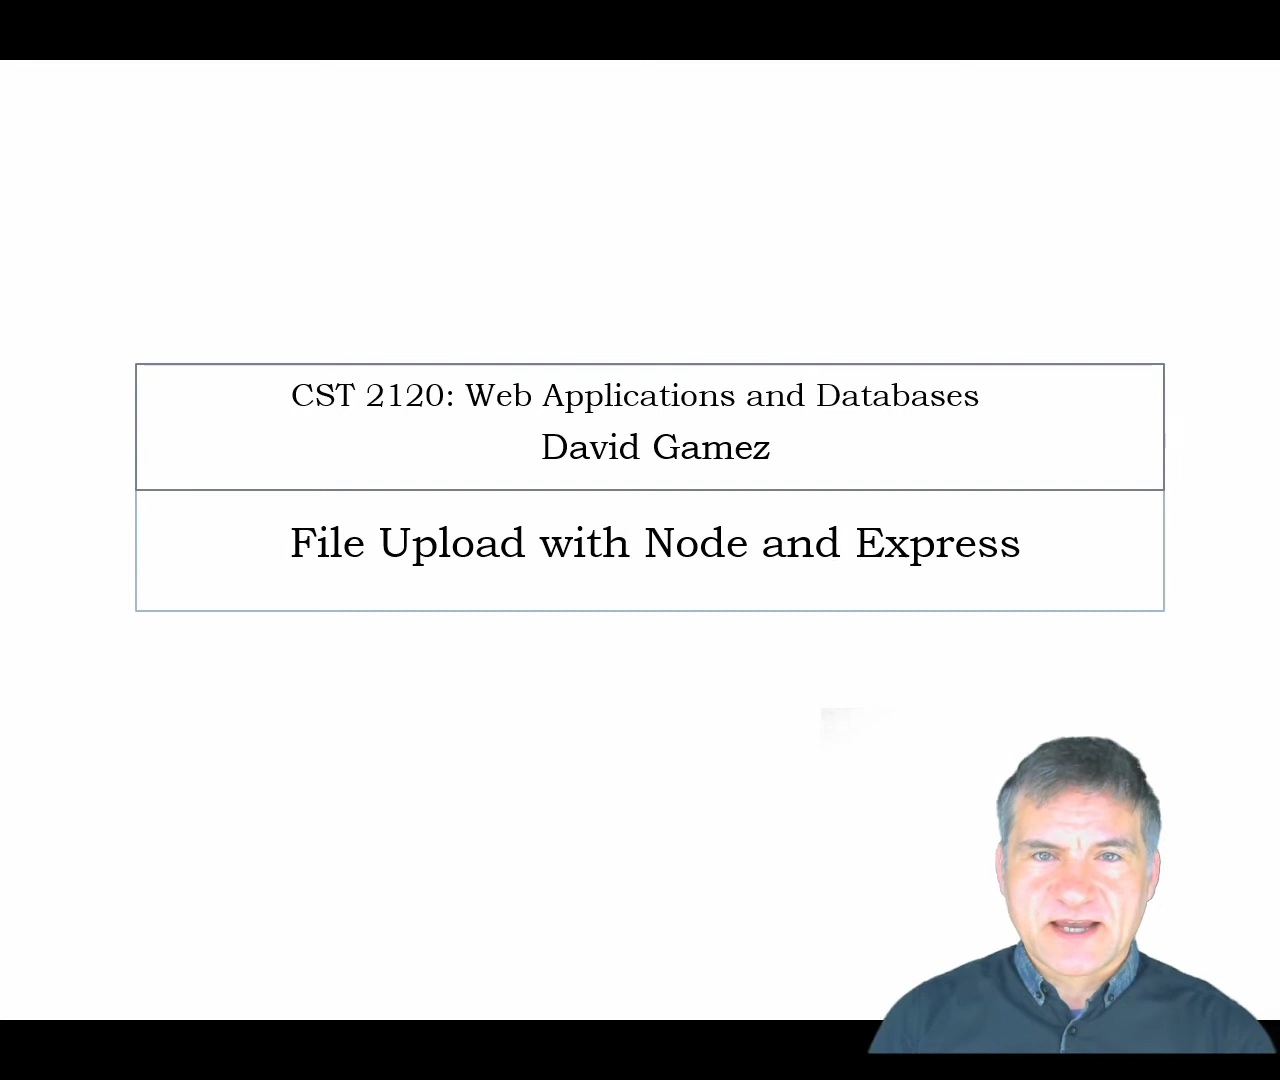 CST 2120: Web Applications and Databases
David Gamez
File Upload with Node and Express